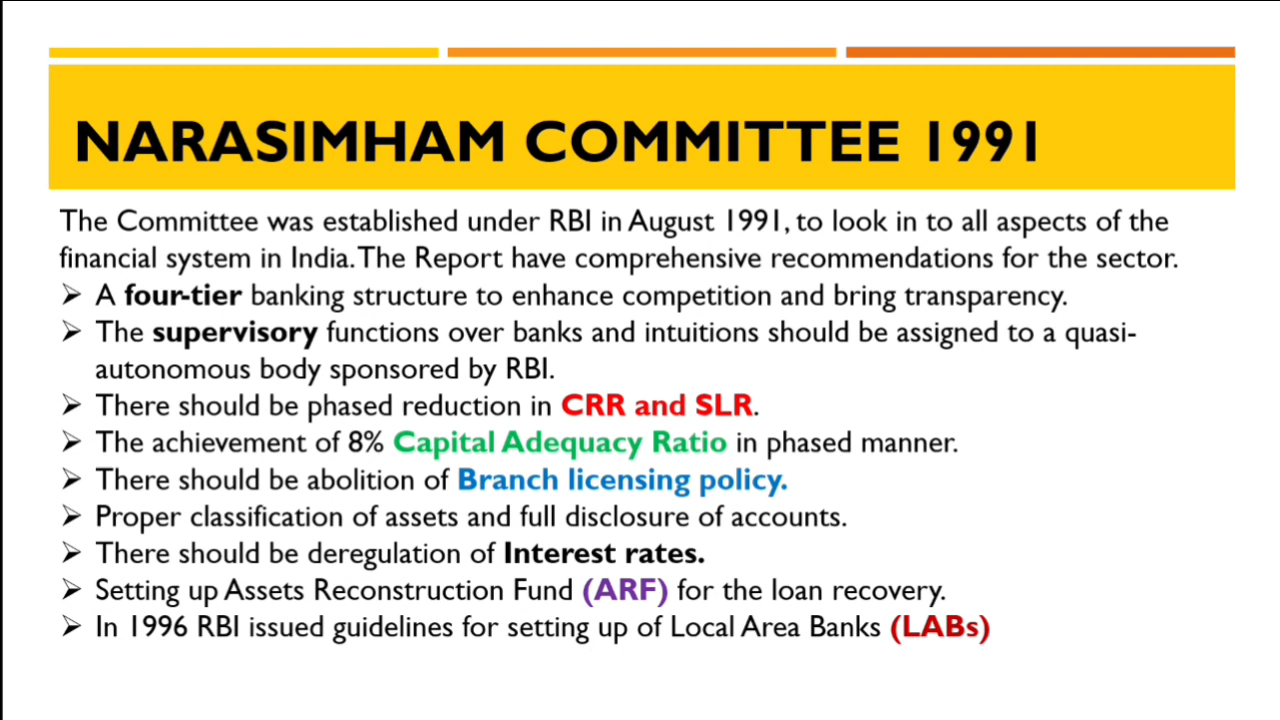 NARASIMHAM COMMITTEE 1991
The Committee was established under RBI in August 1991, to look in to all aspects of the
financial system in India. The Report have comprehensive recommendations for the sector.
➢ A four-tier banking structure to enhance competition and bring transparency.
➢ The supervisory functions over banks and intuitions should be assigned to a quasi-
autonomous body sponsored by RBI.
➢ There should be phased reduction in CRR and SLR.
➢ The achievement of 8% Capital Adequacy Ratio in phased manner.
➢ There should be abolition of Branch licensing policy.
➢ Proper classification of assets and full disclosure of accounts.
➢ There should be deregulation of Interest rates.
➢ Setting up Assets Reconstruction Fund (ARF) for the loan recovery.
➢ In 1996 RBI issued guidelines for setting up of Local Area Banks (LABs)